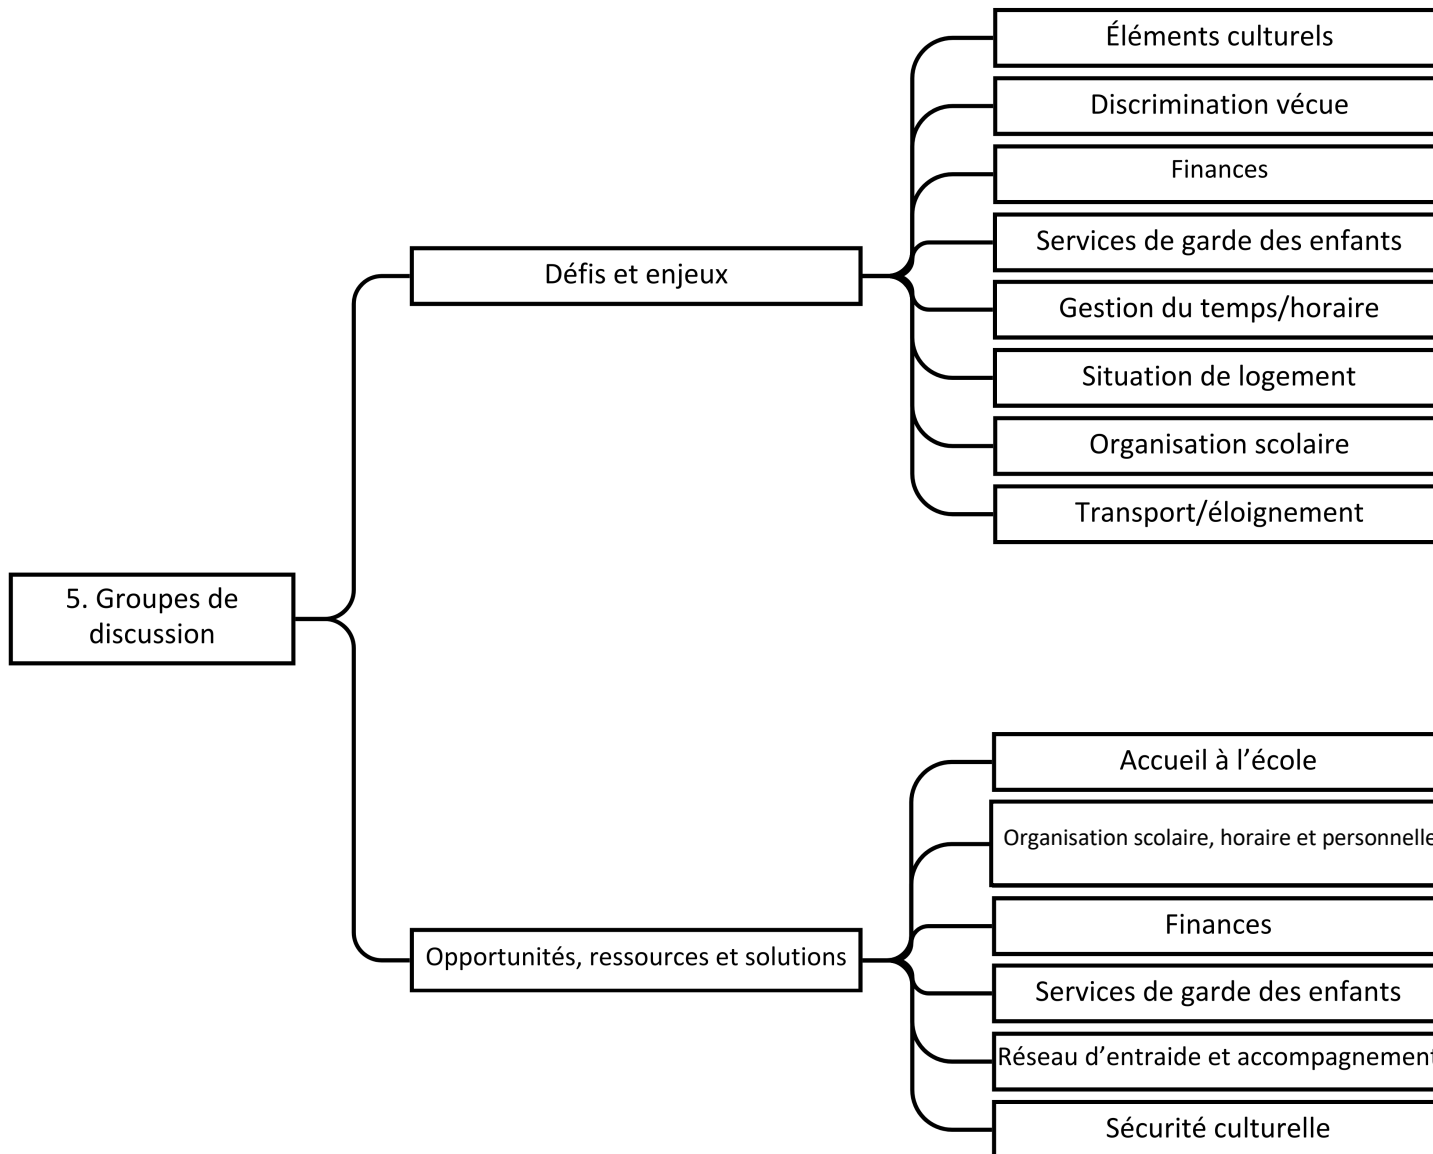 Éléments culturels
Discrimination vécue
Finances
Services de garde des enfants
Défis et enjeux
Gestion du temps/horaire
Situation de logement
Organisation scolaire
Transport/éloignement
5. Groupes de
discussion
Accueil à l’école
Organisation scolaire, horaire et personnelle
Finances
Opportunités, ressources et solutions
Services de garde des enfants
Réseau d’entraide et accompagnement
Sécurité culturelle